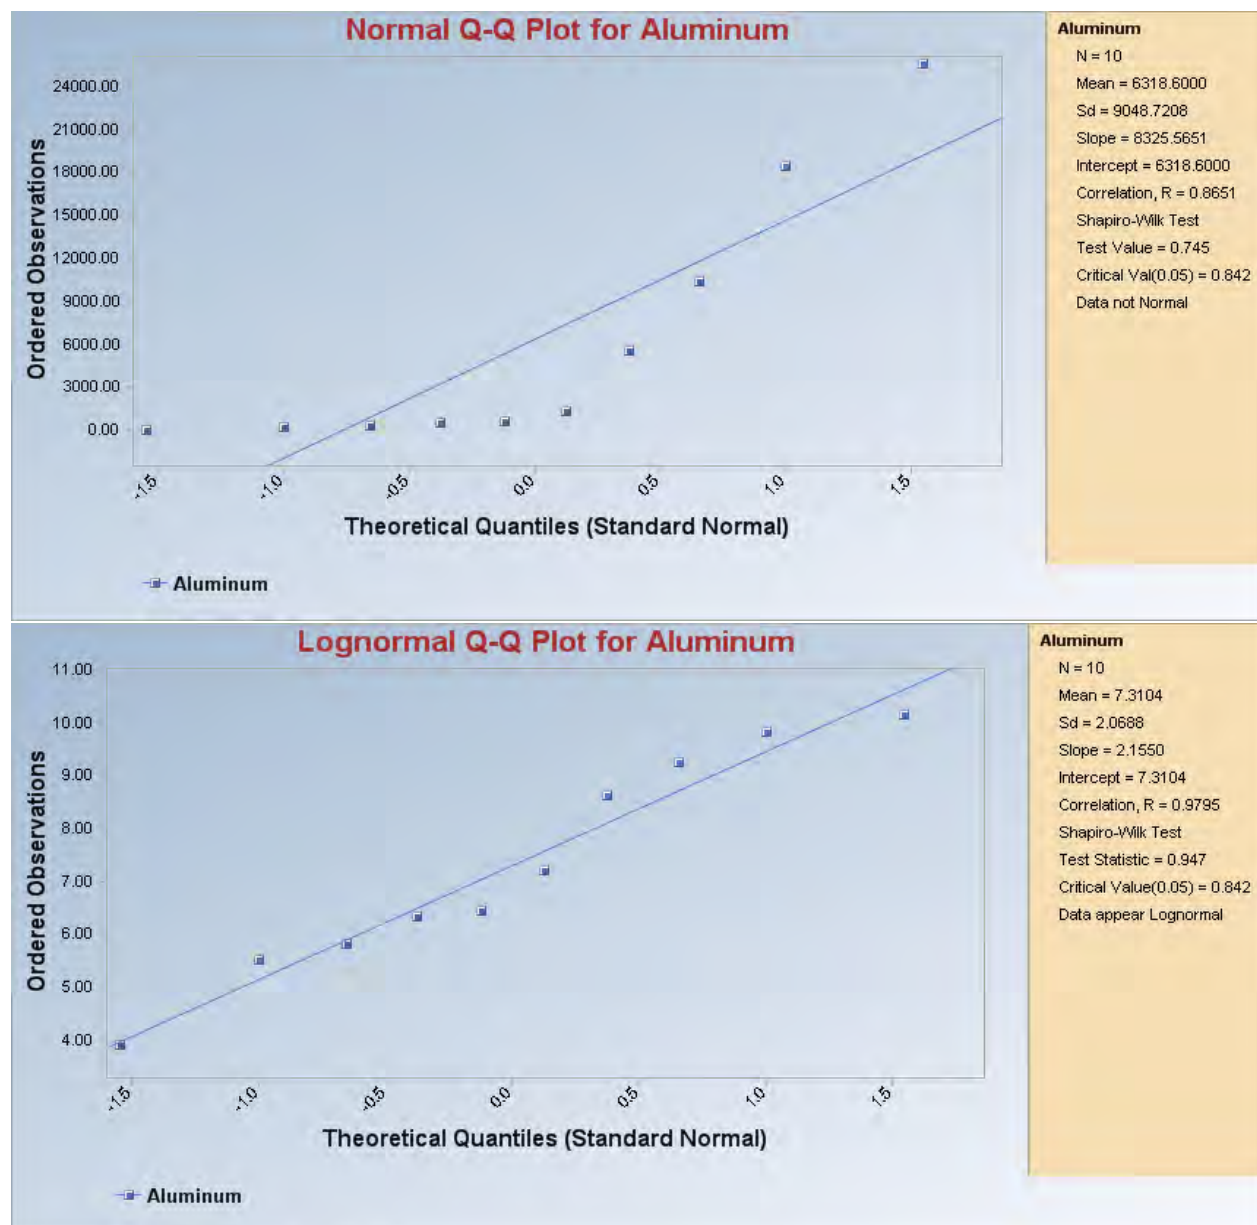 Normal Q-Q Plot for Aluminum
Ordered Observations
24000.00
21000.00
18000.00
15000.00
12000.00
9000.00
6000.00
3000.00
0.00
-1.5
-1.0
-0.5
0.0
0.5
1.0
1.5
Theoretical Quantiles (Standard Normal)
Aluminum
Aluminum
N = 10
Mean = 6318.6000
Sd = 9048.7208
Slope = 8325.5651
Intercept = 6318.6000
Correlation, R = 0.8651
Shapiro-Wilk Test
Test Value = 0.745
Critical Val(0.05) = 0.842
Data not Normal
Lognormal Q-Q Plot for Aluminum
Ordered Observations
11.00
10.00
9.00
8.00
7.00
6.00
5.00
4.00
-1.5
-1.0
-0.5
0.0
0.5
1.0
1.5
Theoretical Quantiles (Standard Normal)
Aluminum
Aluminum
N = 10
Mean = 7.3104
Sd = 2.0688
Slope = 2.1550
Intercept = 7.3104
Correlation, R = 0.9795
Shapiro-Wilk Test
Test Statistic = 0.947
Critical Value(0.05) = 0.842
Data appear Lognormal